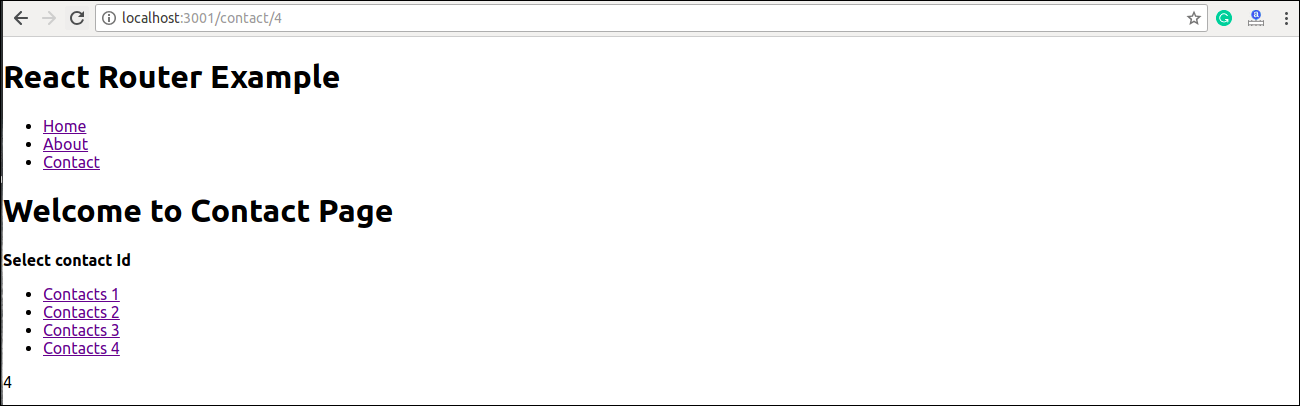 localhost:3001/contact/4
React Router Example
Home
About
Contact
Welcome to Contact Page
Select contact Id
Contacts 1
Contacts 2
Contacts 3
Contacts 4
4